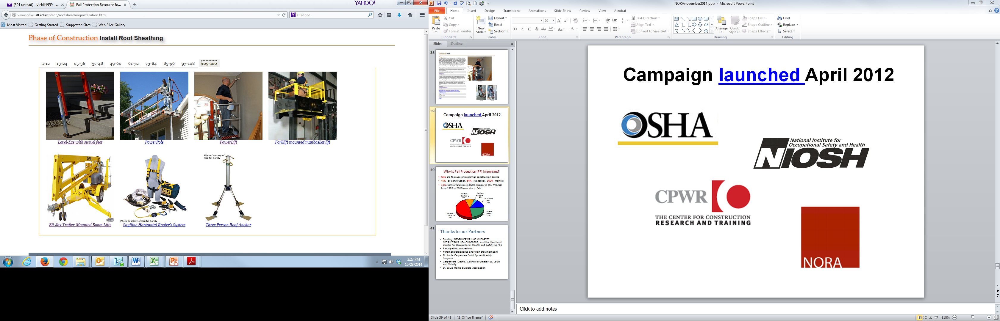 (304 unread) - vickik1959 - ...
Fall Protection Resource fo...
YAHOO!
www.ot.wustl.edu/fptech/roofsheathinginstallation.htm
Yahoo
Most Visited Getting Started Suggested Sites Web Slice Gallery
Phase of Construction Install Roof Sheathing
1-12 13-24 25-36 37-48 49-60 61-72 73-84 85-96 97-108 109-120
Level-Eze with swivel feet
PowerPole
PowerLift
Forklift mounted manbasket lift
BIL-JAX
SALA
Photo Courtesy of Capital Safety
Photo Courtesy of
Capitol Safety
Bil-Jax Trailer-Mounted Boom Lifts
Sayfline Horizontal Roofer's System
Three Person Roof Anchor
3:27 PM
10/28/2014
NORAnovember2014.pptx - Microsoft PowerPoint
File Home Insert Design Transitions Animations Slide Show Review View Acrobat
Paste
Cut
Copy
Format Painter
Clipboard
New
Slide
Layout
Reset
Section
Slides
20
Font
Text Direction
Align Text
Convert to SmartArt
Paragraph
Arrange
Quick
Styles
Shape Fill
Shape Outline
Shape Effects
Drawing
Find
Replace
Select
Editing
Slides Outline
38
39
Campaign launched April 2012
OSHA
NIOSH
CPWR
THE CENTER FOR CONSTRUCTION
RESEARCH AND TRAINING
NORA
40
Why Is Fall Protection (FP) Important?
Falls are #1 cause of residential construction deaths
49% - all construction, 64% - residential, 100% - framers
42% (159) of fatalities in OSHA Region VII (KS, MO, NE)
from 1995 to 2010 were due to falls
41
Thanks to our Partners
Funding: NIOSH/CPWR U60 OH009762,
NIOSH/CPWR U54 OH008307, and the Heartland
Center for Occupational Health and Safety 65744
Participating contractors
Foremen participants and their crewmembers
St. Louis Carpenters Joint Apprenticeship
Program
Carpenters' District Council of Greater St. Louis
and Vicinity
St. Louis Home Builders Association
Campaign launched April 2012
OSHA
National Institute for
Occupational Safety and Health
NIOSH
CPWR
THE CENTER FOR CONSTRUCTION
RESEARCH AND TRAINING
NORA
Click to add notes
Slide 39 of 41
"2_Office Theme"
118%